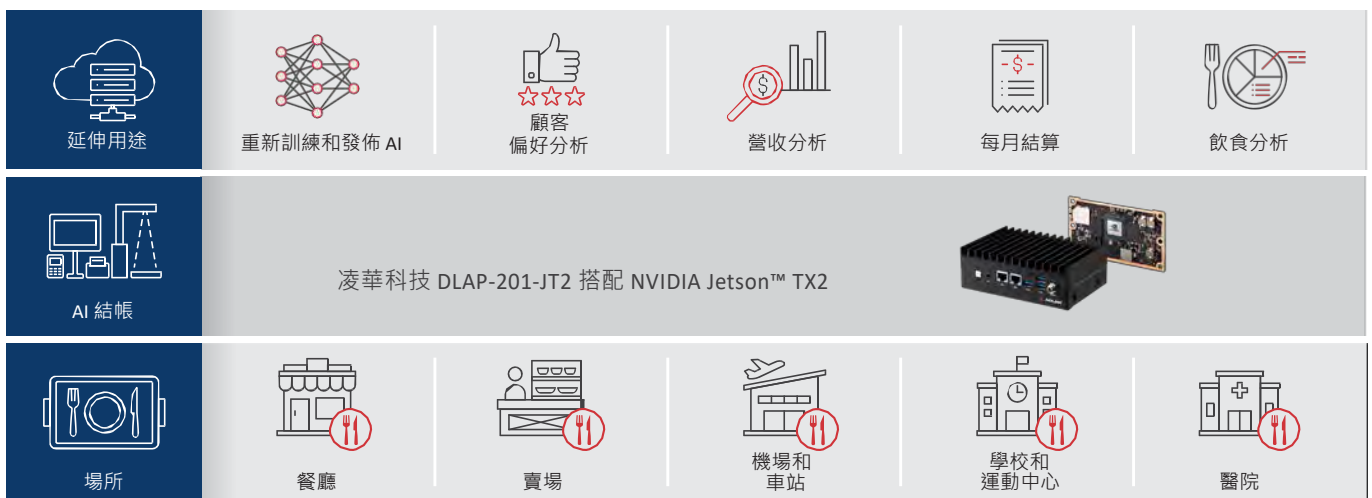 延伸用途
重新訓練和發佈 AI
顧客
偏好分析
營收分析
每月結算
飲食分析
AI 結帳
凌華科技 DLAP-201-JT2 搭配 NVIDIA Jetson™ TX2
場所
餐廳
賣場
機場和
車站
學校和
運動中心
醫院